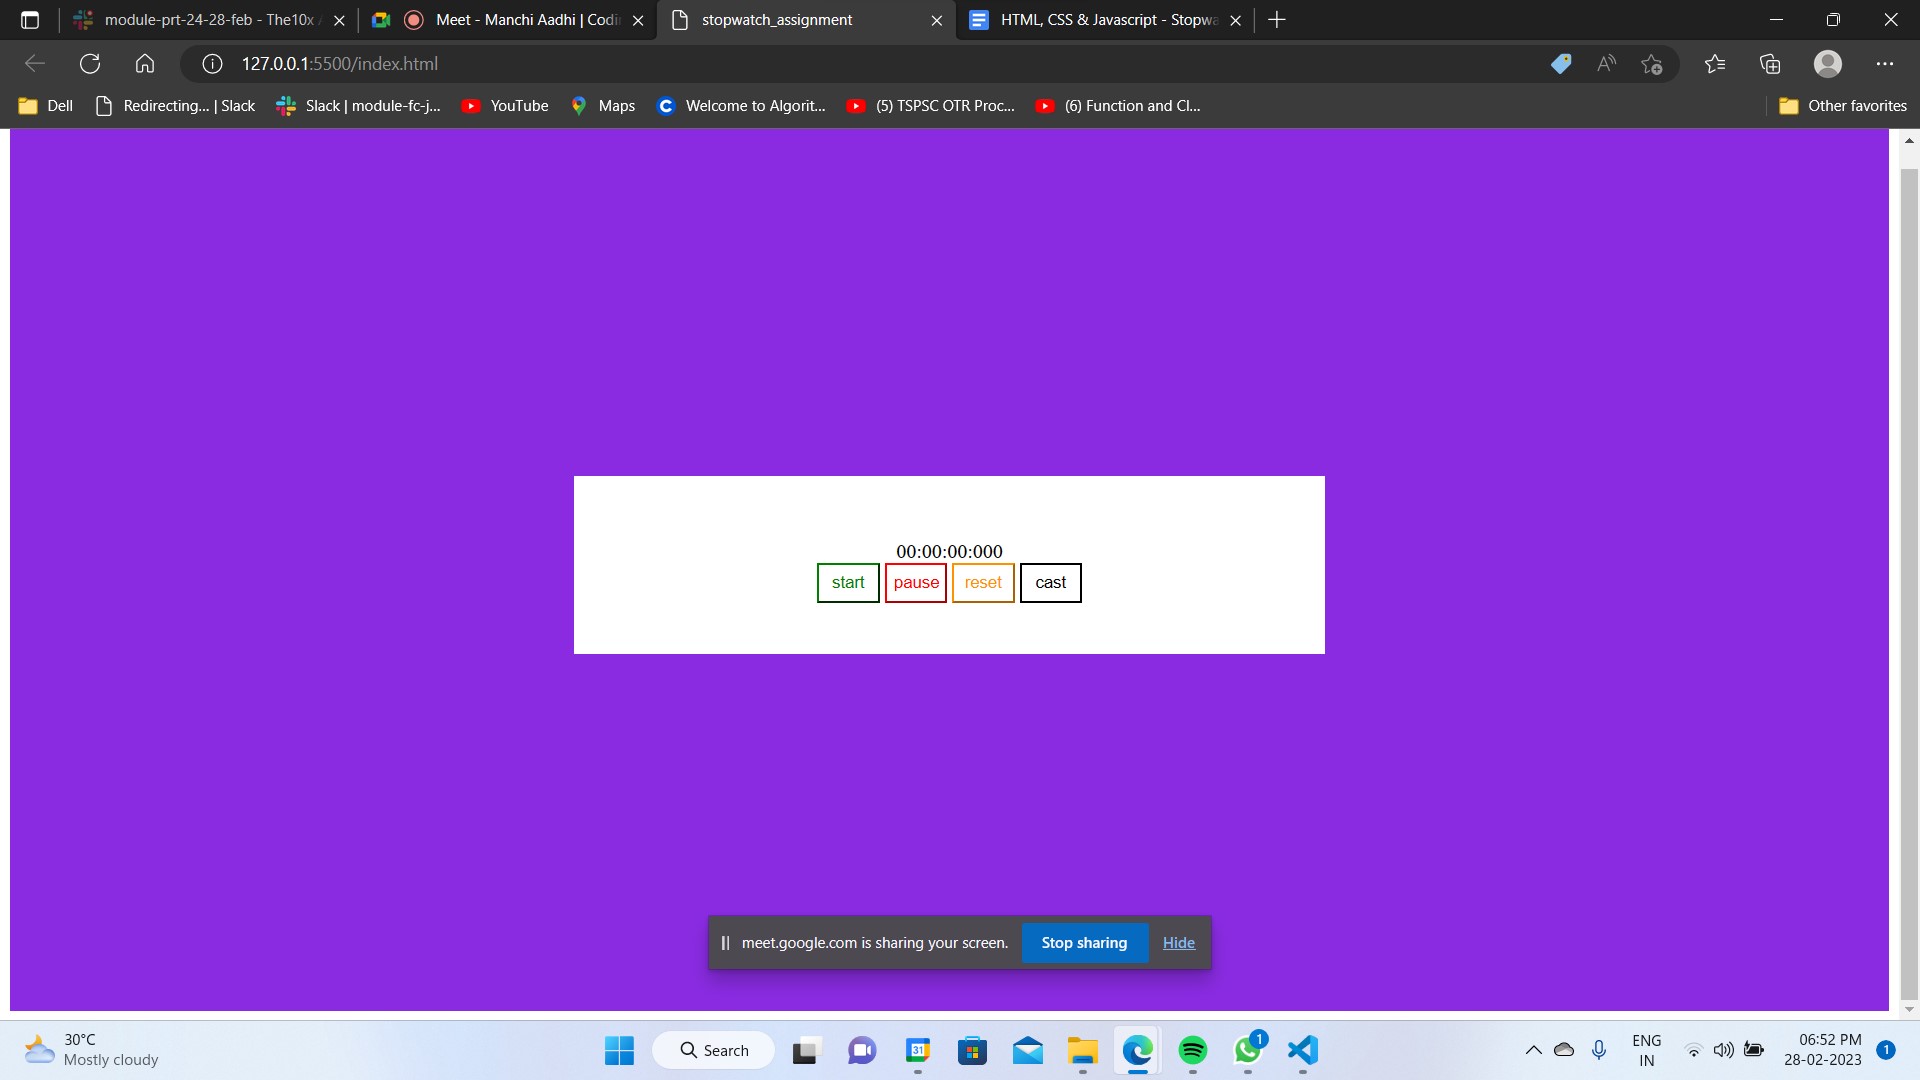 module-prt-24-28-feb - The10x
Meet - Manchi Aadhi | Codi
stopwatch_assignment
HTML, CSS & Javascript - Stopwa
127.0.0.1:5500/index.html
Dell
Redirecting... | Slack
Slack | module-fc-j...
YouTube
Maps
Welcome to Algorit...
(5) TSPSC OTR Proc...
(6) Function and Cl...
Other favorites
00:00:00:000
start
pause
reset
cast
meet.google.com is sharing your screen.
Stop sharing
Hide
30°C
Mostly cloudy
Search
31
1
ENG
IN
06:52 PM
28-02-2023
1